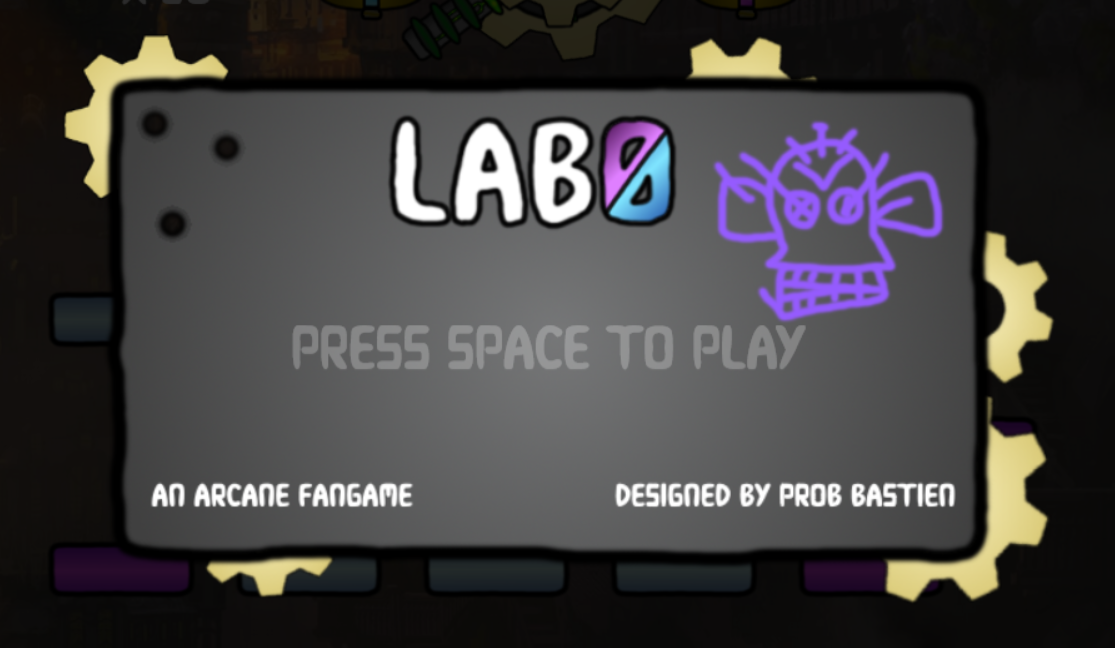 LAB0
PRESS SPACE TO PLAY
AN ARCANE FANGAME
DESIGNED BY PROB BASTIEN